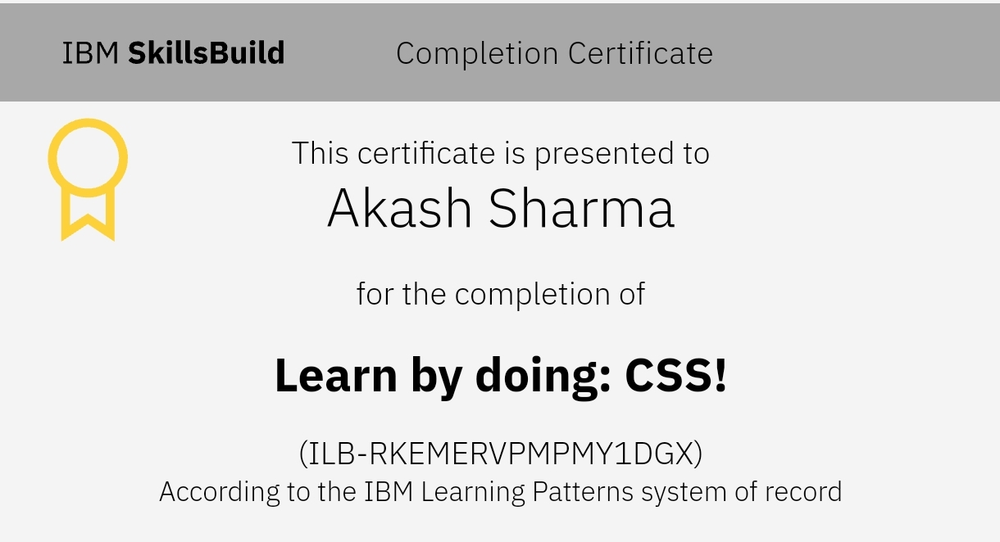 IBM SkillsBuild Completion Certificate
This certificate is presented to
Akash Sharma
for the completion of
Learn by doing: CSS!
(ILB-RKEMERVPMPMY1DGX)
According to the IBM Learning Patterns system of record